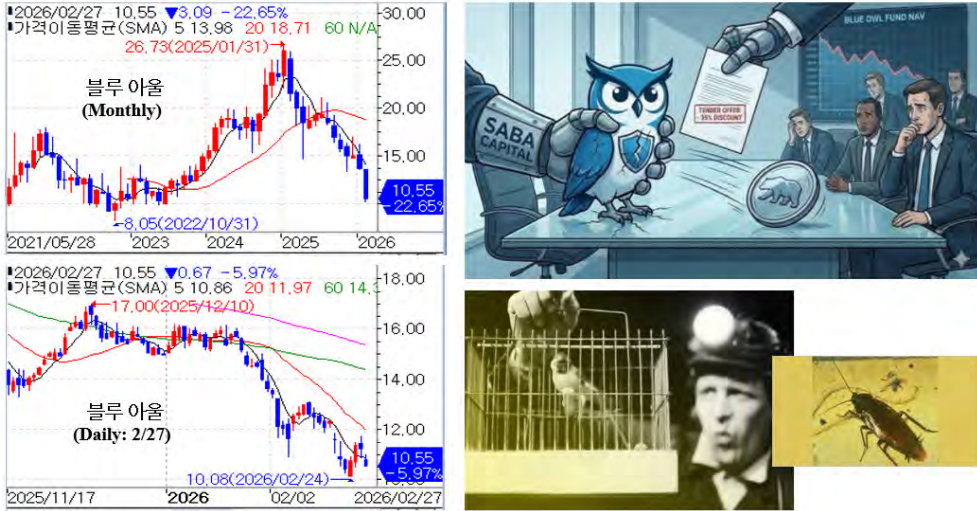 2026/02/27 10.55 ▼3.09 -22.65%
가격이동평균(SMA) 5 13.98 20 18.71 60 N/A
26.73(2025/01/31)
블루 아울
(Monthly)
8.05(2022/10/31)
30.00
25.00
20.00
15.00
10.55
-22.65%
2021/05/28 2023 2024 2025 2026
2026/02/27 10.55 ▼0.67 -5.97%
가격이동평균(SMA) 5 10.86 20 11.97 60 14.3
17.00(2025/12/10)
블루 아울
(Daily: 2/27)
10.08(2026/02/24)
18.00
16.00
14.00
12.00
10.55
-5.97%
2025/11/17 2026 02/02 2026/02/27
BLUE OWL FUND NAV
TENDER OFFER
35% DISCOUNT
SABA
CAPITAL